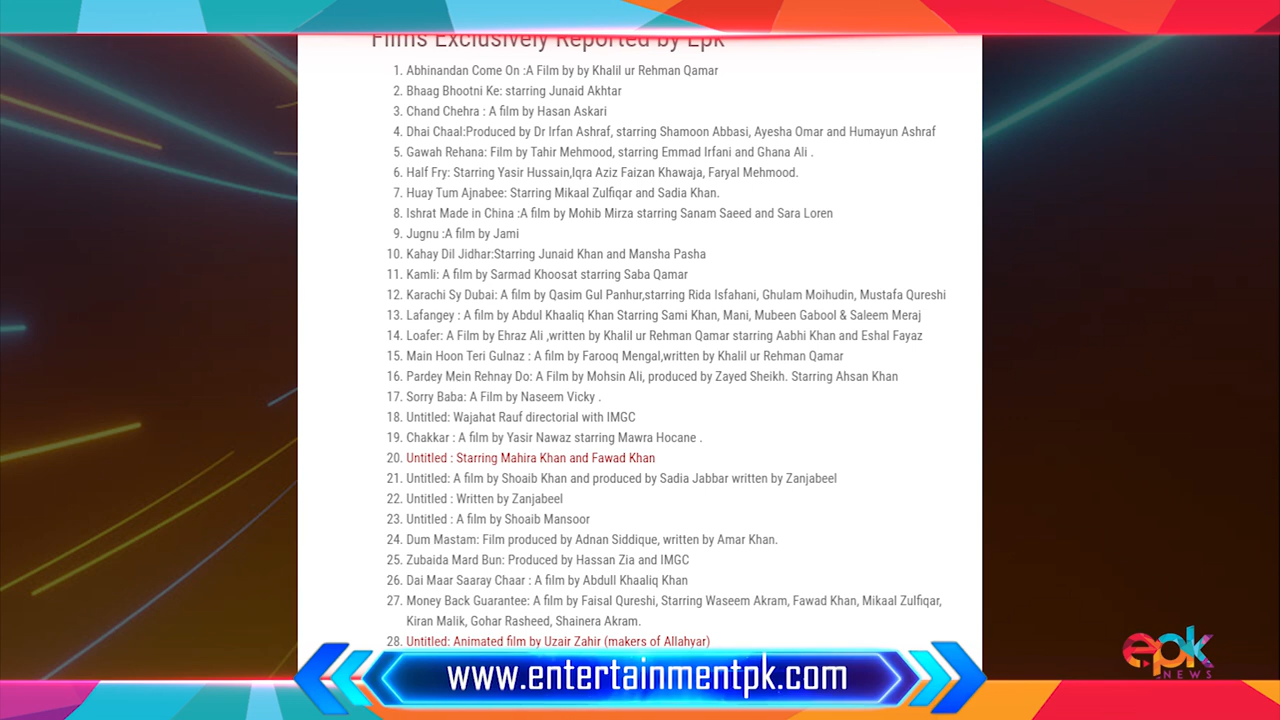 Films Exclusively Reported by Epk
1. Abhinandan Come On :A Film by by Khalil ur Rehman Qamar
2. Bhaag Bhootni Ke: starring Junaid Akhtar
3. Chand Chehra : A film by Hasan Askari
4. Dhai Chaal:Produced by Dr Irfan Ashraf, starring Shamoon Abbasi, Ayesha Omar and Humayun Ashraf
5. Gawah Rehana: Film by Tahir Mehmood, starring Emmad Irfani and Ghana Ali .
6. Half Fry: Starring Yasir Hussain,Iqra Aziz Faizan Khawaja, Faryal Mehmood.
7. Huay Tum Ajnabee: Starring Mikaal Zulfiqar and Sadia Khan.
8. Ishrat Made in China :A film by Mohib Mirza starring Sanam Saeed and Sara Loren
9. Jugnu :A film by Jami
10. Kahay Dil Jidhar:Starring Junaid Khan and Mansha Pasha
11. Kamli: A film by Sarmad Khoosat starring Saba Qamar
12. Karachi Sy Dubai: A film by Qasim Gul Panhur,starring Rida Isfahani, Ghulam Moihudin, Mustafa Qureshi
13. Lafangey : A film by Abdul Khaaliq Khan Starring Sami Khan, Mani, Mubeen Gabool & Saleem Meraj
14. Loafer: A Film by Ehraz Ali ,written by Khalil ur Rehman Qamar starring Aabhi Khan and Eshal Fayaz
15. Main Hoon Teri Gulnaz : A film by Farooq Mengal,written by Khalil ur Rehman Qamar
16. Pardey Mein Rehnay Do: A Film by Mohsin Ali, produced by Zayed Sheikh. Starring Ahsan Khan
17. Sorry Baba: A Film by Naseem Vicky .
18. Untitled: Wajahat Rauf directorial with IMGC
19. Chakkar : A film by Yasir Nawaz starring Mawra Hocane .
20. Untitled : Starring Mahira Khan and Fawad Khan
21. Untitled: A film by Shoaib Khan and produced by Sadia Jabbar written by Zanjabeel
22. Untitled : Written by Zanjabeel
23. Untitled : A film by Shoaib Mansoor
24. Dum Mastam: Film produced by Adnan Siddique, written by Amar Khan.
25. Zubaida Mard Bun: Produced by Hassan Zia and IMGC
26. Dai Maar Saaray Chaar : A film by Abdull Khaaliq Khan
27. Money Back Guarantee: A film by Faisal Qureshi, Starring Waseem Akram, Fawad Khan, Mikaal Zulfiqar,
Kiran Malik, Gohar Rasheed, Shainera Akram.
28. Untitled: Animated film by Uzair Zahir (makers of Allahyar)
www.entertainmentpk.com
epk
NEWS